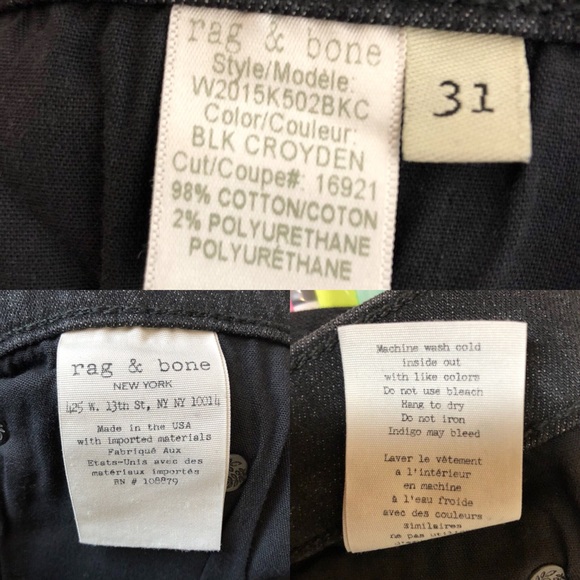 rag & bone
Style/Modèle:
W2015K502BKC
Color/Couleur:
BLK CROYDEN
Cut/Coupe#: 16921
98% COTTON/COTON
2% POLYURETHANE
POLYURÉTHANE
31
rag & bone
NEW YORK
425 W. 13th St, NY NY 10014
Made in the USA
with imported materials
Fabriqué Aux
Etats-Unis avec des
matériaux importés
RN # 108879
Machine wash cold
inside out
with like colors
Do not use bleach
Hang to dry
Do not iron
Indigo may bleed
Laver le vêtement
a l'intérieur
en machine
à l'eau froide
avec des couleurs
similaires
ne pas utili